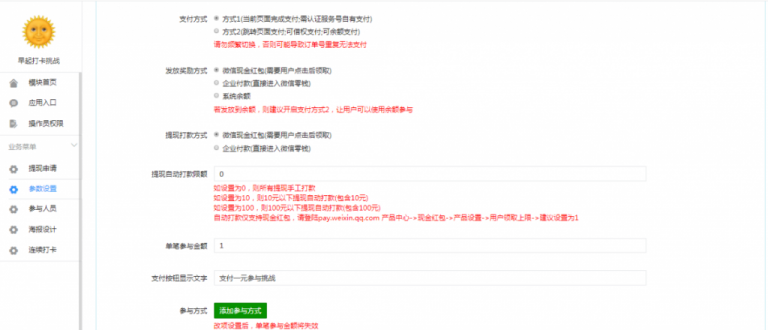 支付方式
方式1(当前页面完成支付;需认证服务号自有支付)
方式2(跳转页面支付;可借权支付;可余额支付)
请勿频繁切换，否则可能导致订单号重复无法支付
早起打卡挑战
模块首页
应用入口
操作员权限
业务菜单
提现申请
参数设置
参与人员
海报设计
连续打卡
发放奖励方式
微信现金红包(需要用户点击后领取)
企业付款(直接进入微信零钱)
系统余额
若发放到余额，则建议开启支付方式2，让用户可以使用余额参与
提现打款方式
微信现金红包(需要用户点击后领取)
企业付款(直接进入微信零钱)
提现自动打款限额
0
如设置为0，则所有提现手工打款
如设置为10，则10元以下提现自动打款(包含10元)
如设置为100，则100元以下提现自动打款(包含100元)
自动打款仅支持现金红包，请登陆pay.weixin.qq.com 产品中心->现金红包->产品设置->用户领取上限->建议设置为1
单笔参与金额
1
支付按钮显示文字
支付一元参与挑战
参与方式
添加参与方式
改项设置后，单笔参与金额将失效